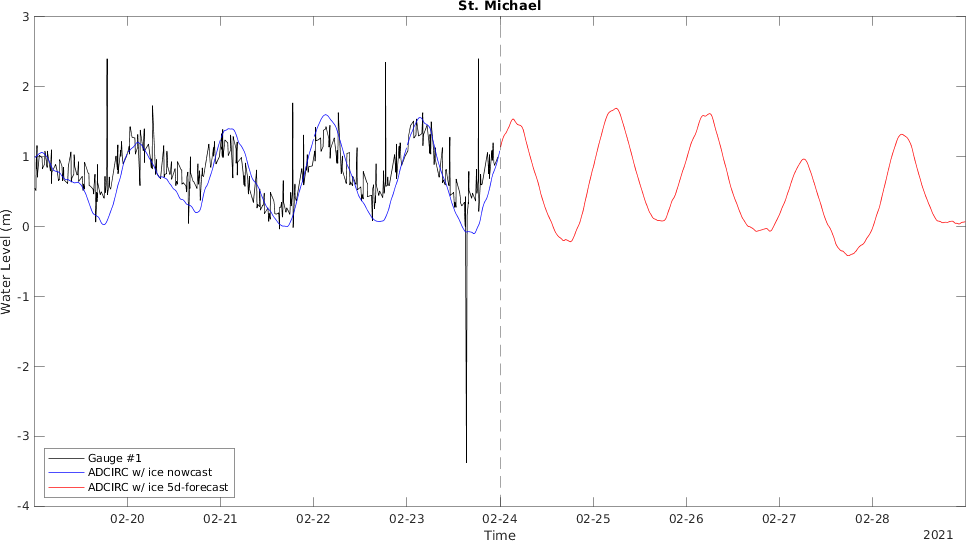 St. Michael
3
2
1
0
-1
-2
-3
-4
Water Level (m)
Gauge #1
ADCIRC w/ ice nowcast
ADCIRC w/ ice 5d-forecast
02-20 02-21 02-22 02-23 02-24 02-25 02-26 02-27 02-28
Time
2021